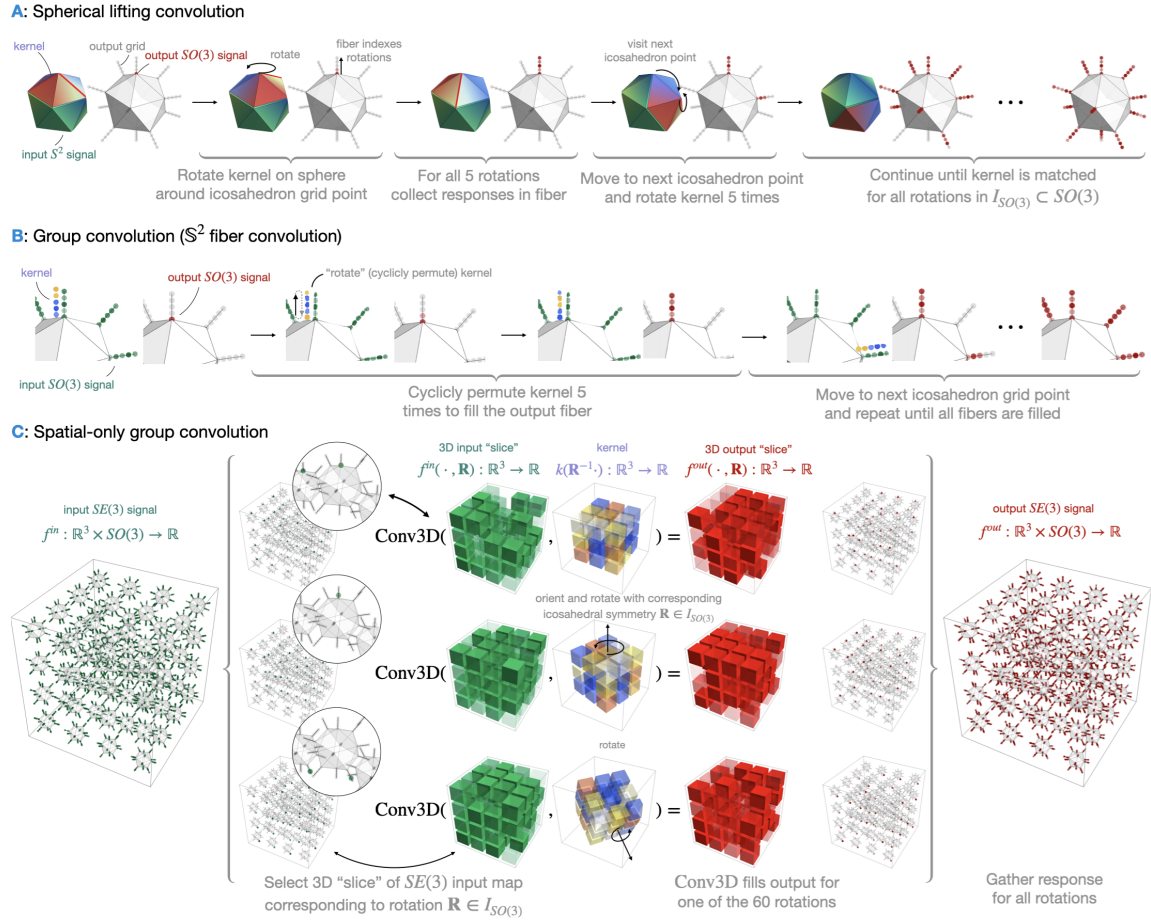 A: Spherical lifting convolution
kernel
output grid
output SO(3) signal
rotate
fiber indexes
rotations
visit next
icosahedron point
input S² signal
Rotate kernel on sphere
around icosahedron grid point
For all 5 rotations
collect responses in fiber
Move to next icosahedron point
and rotate kernel 5 times
Continue until kernel is matched
for all rotations in I_{SO(3)} ⊂ SO(3)
B: Group convolution (𝕊² fiber convolution)
kernel
output SO(3) signal
"rotate" (cyclicly permute) kernel
input SO(3) signal
Cyclicly permute kernel 5
times to fill the output fiber
Move to next icosahedron grid point
and repeat until all fibers are filled
C: Spatial-only group convolution
input SE(3) signal
f^{in} : ℝ³ × SO(3) → ℝ
3D input "slice"
f^{in}( · , R) : ℝ³ → ℝ
kernel
k(R⁻¹·) : ℝ³ → ℝ
3D output "slice"
f^{out}( · , R) : ℝ³ → ℝ
Conv3D( , ) =
orient and rotate with corresponding
icosahedral symmetry R ∈ I_{SO(3)}
Conv3D( , ) =
rotate
Conv3D( , ) =
Select 3D "slice" of SE(3) input map
corresponding to rotation R ∈ I_{SO(3)}
Conv3D fills output for
one of the 60 rotations
output SE(3) signal
f^{out} : ℝ³ × SO(3) → ℝ
Gather response
for all rotations